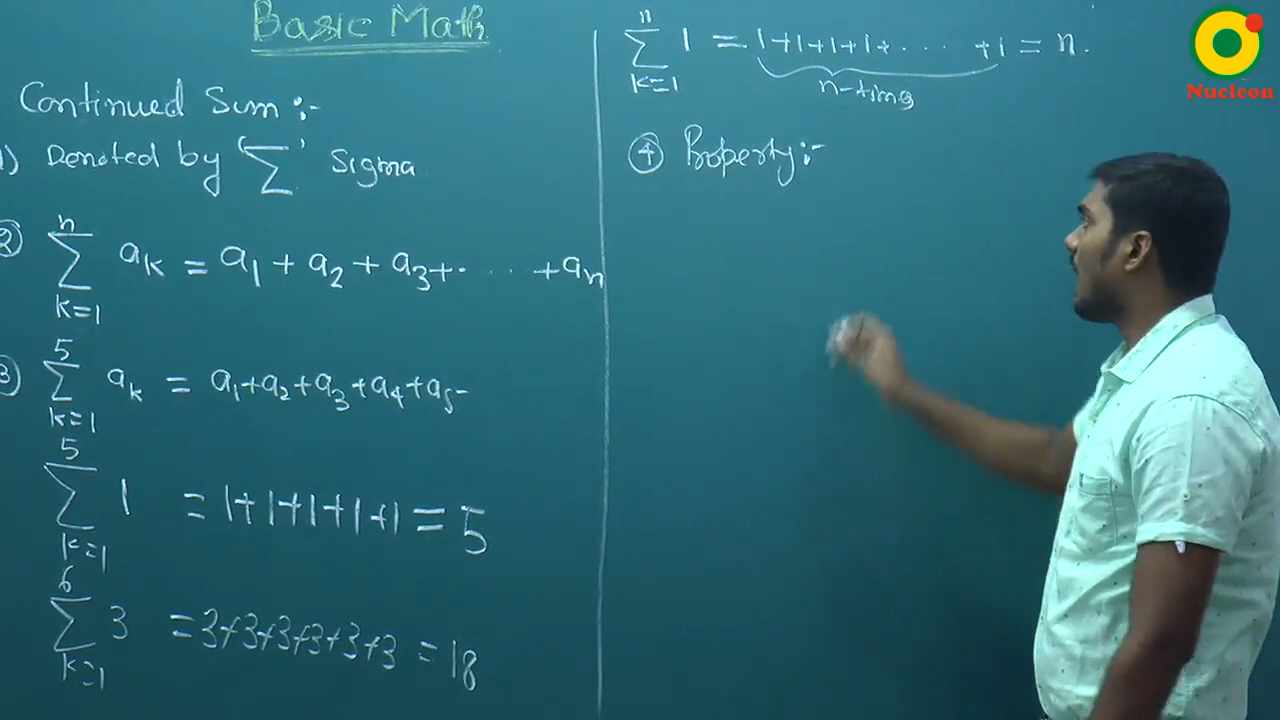 Basic Math
Continued Sum :-
1) Denoted by '∑' Sigma
② n ∑ k=1 aₖ = a₁ + a₂ + a₃ + · · · · + aₙ
③ 5 ∑ k=1 aₖ = a₁+a₂+a₃+a₄+a₅
5 ∑ k=1 1 = 1+1+1+1+1 = 5
6 ∑ k=1 3 = 3+3+3+3+3+3 = 18
n ∑ k=1 1 = 1+1+1+1+ · · · · · +1 = n.
n-times
④ Property :-
Nucleon